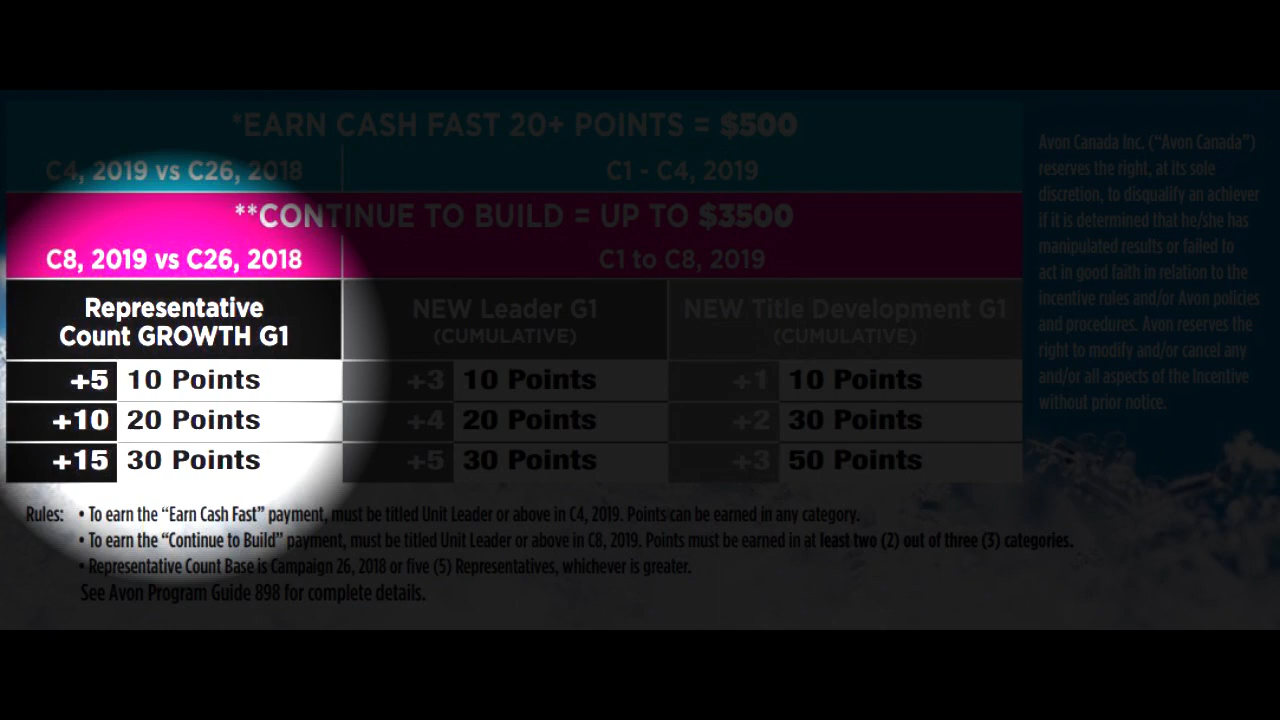 *EARN CASH FAST 20+ POINTS = $500
C4, 2019 vs C26, 2018
C1 - C4, 2019
**CONTINUE TO BUILD = UP TO $3500
C8, 2019 vs C26, 2018
C1 to C8, 2019
Representative
Count GROWTH G1
NEW Leader G1
(CUMULATIVE)
NEW Title Development G1
(CUMULATIVE)
+5 10 Points +3 10 Points +1 10 Points
+10 20 Points +4 20 Points +2 30 Points
+15 30 Points +5 30 Points +3 50 Points
Rules: • To earn the “Earn Cash Fast” payment, must be titled Unit Leader or above in C4, 2019. Points can be earned in any category.
• To earn the “Continue to Build” payment, must be titled Unit Leader or above in C8, 2019. Points must be earned in at least two (2) out of three (3) categories.
• Representative Count Base is Campaign 26, 2018 or five (5) Representatives, whichever is greater.
See Avon Program Guide 898 for complete details.
Avon Canada Inc. (“Avon Canada”)
reserves the right, at its sole
discretion, to disqualify an achiever
if it is determined that he/she has
manipulated results or failed to
act in good faith in relation to the
incentive rules and/or Avon policies
and procedures. Avon reserves the
right to modify and/or cancel any
and/or all aspects of the Incentive
without prior notice.